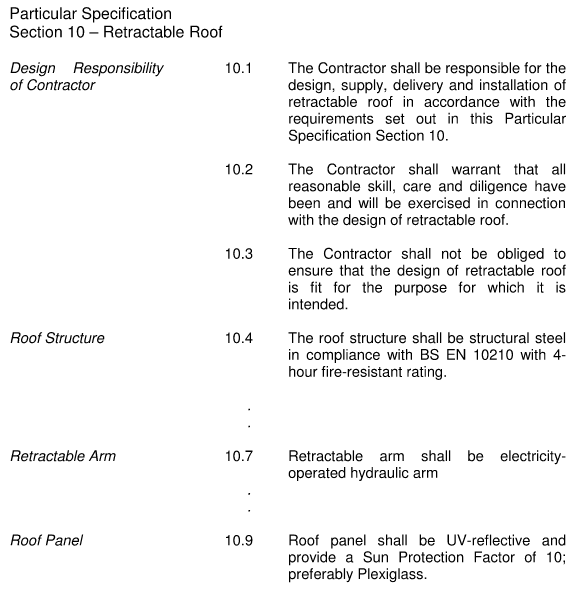 Particular Specification
Section 10 – Retractable Roof
Design Responsibility of Contractor
10.1
The Contractor shall be responsible for the
design, supply, delivery and installation of
retractable roof in accordance with the
requirements set out in this Particular
Specification Section 10.
10.2
The Contractor shall warrant that all
reasonable skill, care and diligence have
been and will be exercised in connection
with the design of retractable roof.
10.3
The Contractor shall not be obliged to
ensure that the design of retractable roof
is fit for the purpose for which it is
intended.
Roof Structure
10.4
The roof structure shall be structural steel
in compliance with BS EN 10210 with 4-
hour fire-resistant rating.
.
.
Retractable Arm
10.7
Retractable arm shall be electricity-
operated hydraulic arm
.
.
Roof Panel
10.9
Roof panel shall be UV-reflective and
provide a Sun Protection Factor of 10;
preferably Plexiglass.